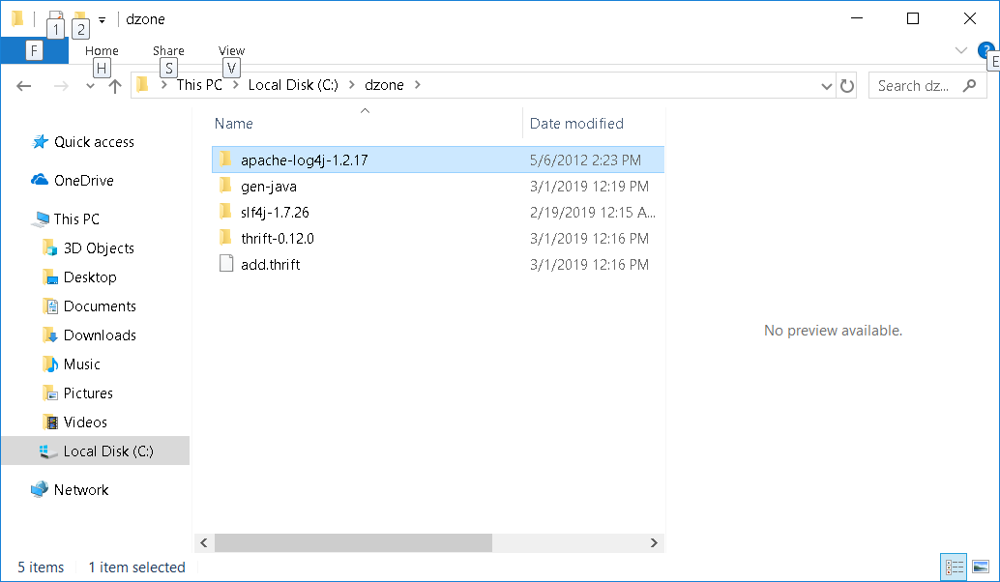 1 2 dzone
F Home Share View ?
H S V E
This PC Local Disk (C:) dzone Search dz...
Name Date modified
Quick access
OneDrive
This PC
3D Objects
Desktop
Documents
Downloads
Music
Pictures
Videos
Local Disk (C:)
Network
apache-log4j-1.2.17 5/6/2012 2:23 PM
gen-java 3/1/2019 12:19 PM
slf4j-1.7.26 2/19/2019 12:15 A...
thrift-0.12.0 3/1/2019 12:16 PM
add.thrift 3/1/2019 12:16 PM
No preview available.
5 items 1 item selected